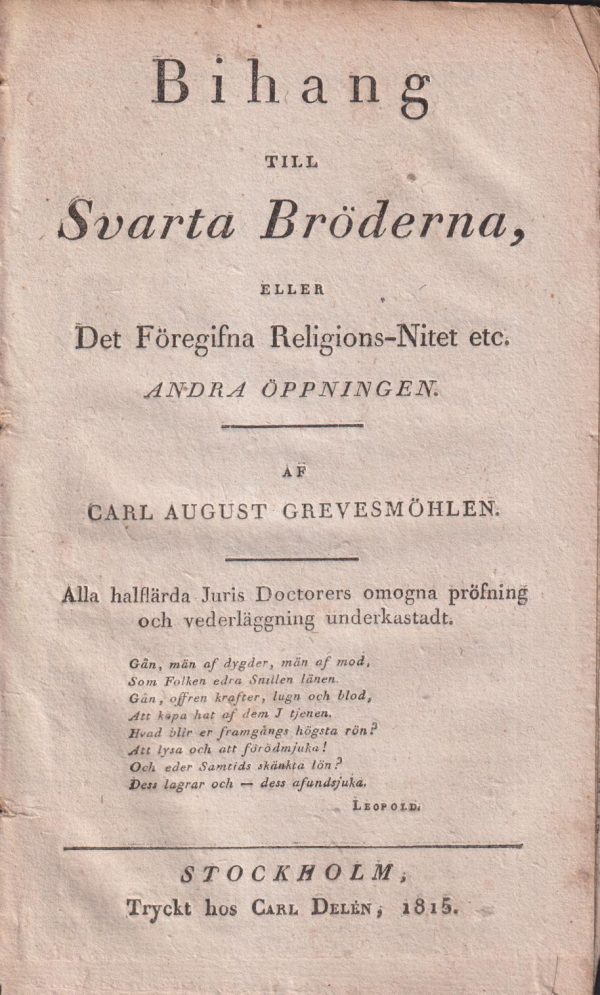 Bihang
TILL
Svarta Bröderna,
ELLER
Det Föregifna Religions-Nitet etc.
ANDRA ÖPPNINGEN.
AF
CARL AUGUST GREVESMÖHLEN.
Alla halflärda Juris Doctorers omogna pröfning
och vederläggning underkastadt.
Gån, män af dygder, män af mod,
Som Folken edra Snillen länen.
Gån, offren krafter, lugn och blod,
Att köpa hat af dem I tjenen.
Hvad blir er framgångs högsta rön?
Att lysa och att förödmjuka!
Och eder Samtids skänkta lön?
Dess lagrar och — dess afundsjuka.
LEOPOLD.
STOCKHOLM,
Tryckt hos CARL DELÉN, 1815.